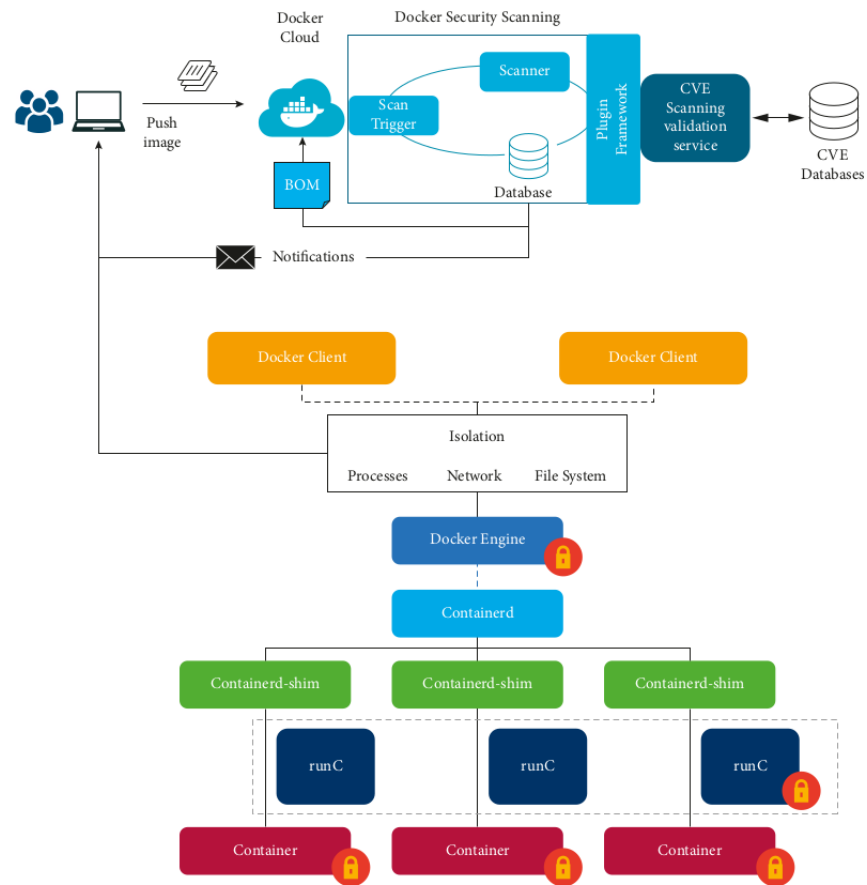 Docker
Cloud
Docker Security Scanning
Push
image
Scan
Trigger
Scanner
Database
Plugin
Framework
CVE
Scanning
validation
service
CVE
Databases
BOM
Notifications
Docker Client
Docker Client
Isolation
Processes Network File System
Docker Engine
Containerd
Containerd-shim Containerd-shim Containerd-shim
runC runC runC
Container Container Container